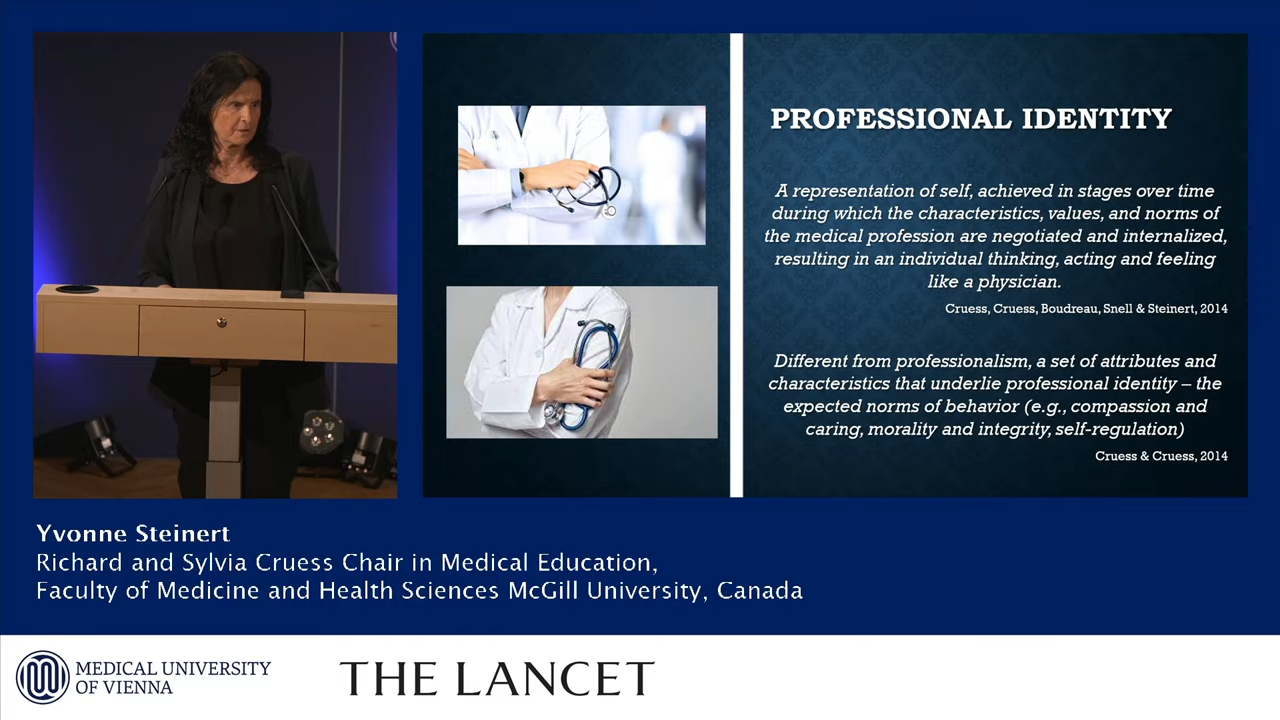 PROFESSIONAL IDENTITY
A representation of self, achieved in stages over time
during which the characteristics, values, and norms of
the medical profession are negotiated and internalized,
resulting in an individual thinking, acting and feeling
like a physician.
Cruess, Cruess, Boudreau, Snell & Steinert, 2014
Different from professionalism, a set of attributes and
characteristics that underlie professional identity – the
expected norms of behavior (e.g., compassion and
caring, morality and integrity, self-regulation)
Cruess & Cruess, 2014
Yvonne Steinert
Richard and Sylvia Cruess Chair in Medical Education,
Faculty of Medicine and Health Sciences McGill University, Canada
MEDICAL UNIVERSITY
OF VIENNA
THE LANCET